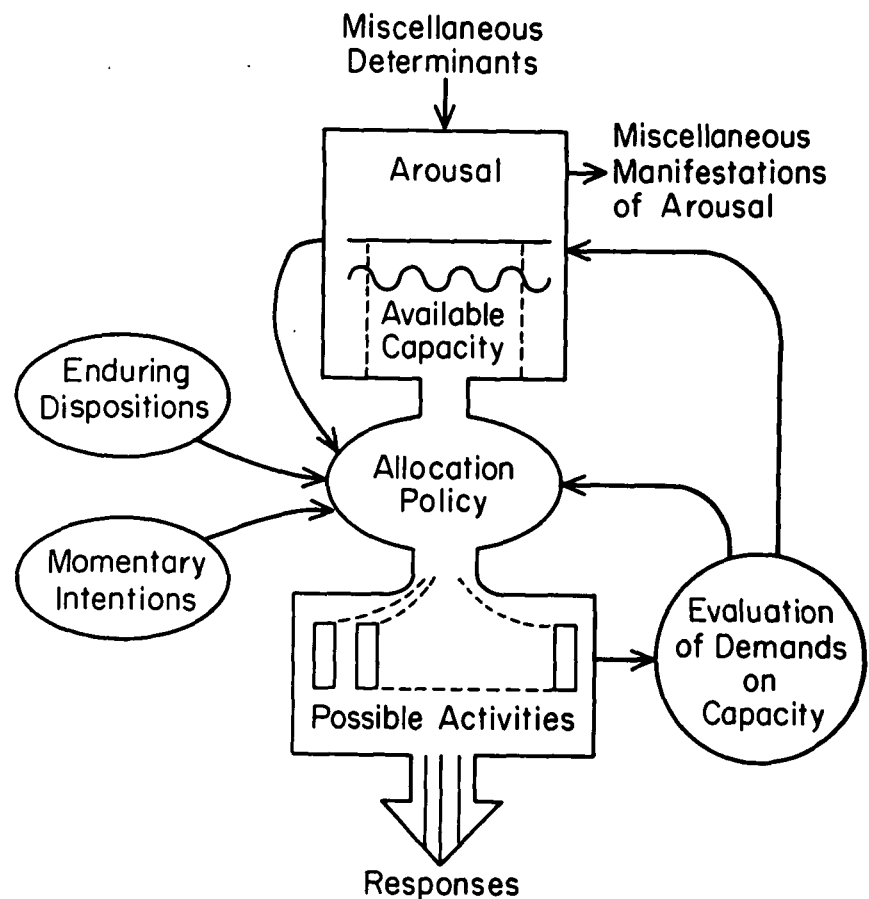 Miscellaneous
Determinants
Arousal
Miscellaneous
Manifestations
of Arousal
Available
Capacity
Enduring
Dispositions
Allocation
Policy
Momentary
Intentions
Evaluation
of Demands
on
Capacity
Possible Activities
Responses